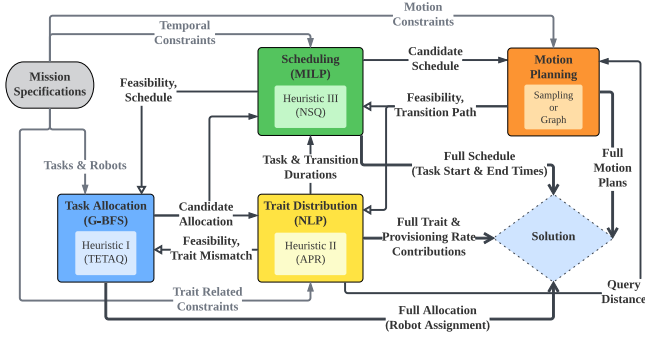 Motion
Constraints
Temporal
Constraints
Mission
Specifications
Feasibility,
Schedule
Scheduling
(MILP)
Heuristic III
(NSQ)
Candidate
Schedule
Motion
Planning
Sampling
or
Graph
Feasibility,
Transition Path
Tasks & Robots
Task & Transition
Durations
Full Schedule
(Task Start & End Times)
Full
Motion
Plans
Task Allocation
(G-BFS)
Heuristic I
(TETAQ)
Candidate
Allocation
Feasibility,
Trait Mismatch
Trait Distribution
(NLP)
Heuristic II
(APR)
Full Trait &
Provisioning Rate
Contributions
Solution
Query
Distance
Trait Related
Constraints
Full Allocation
(Robot Assignment)